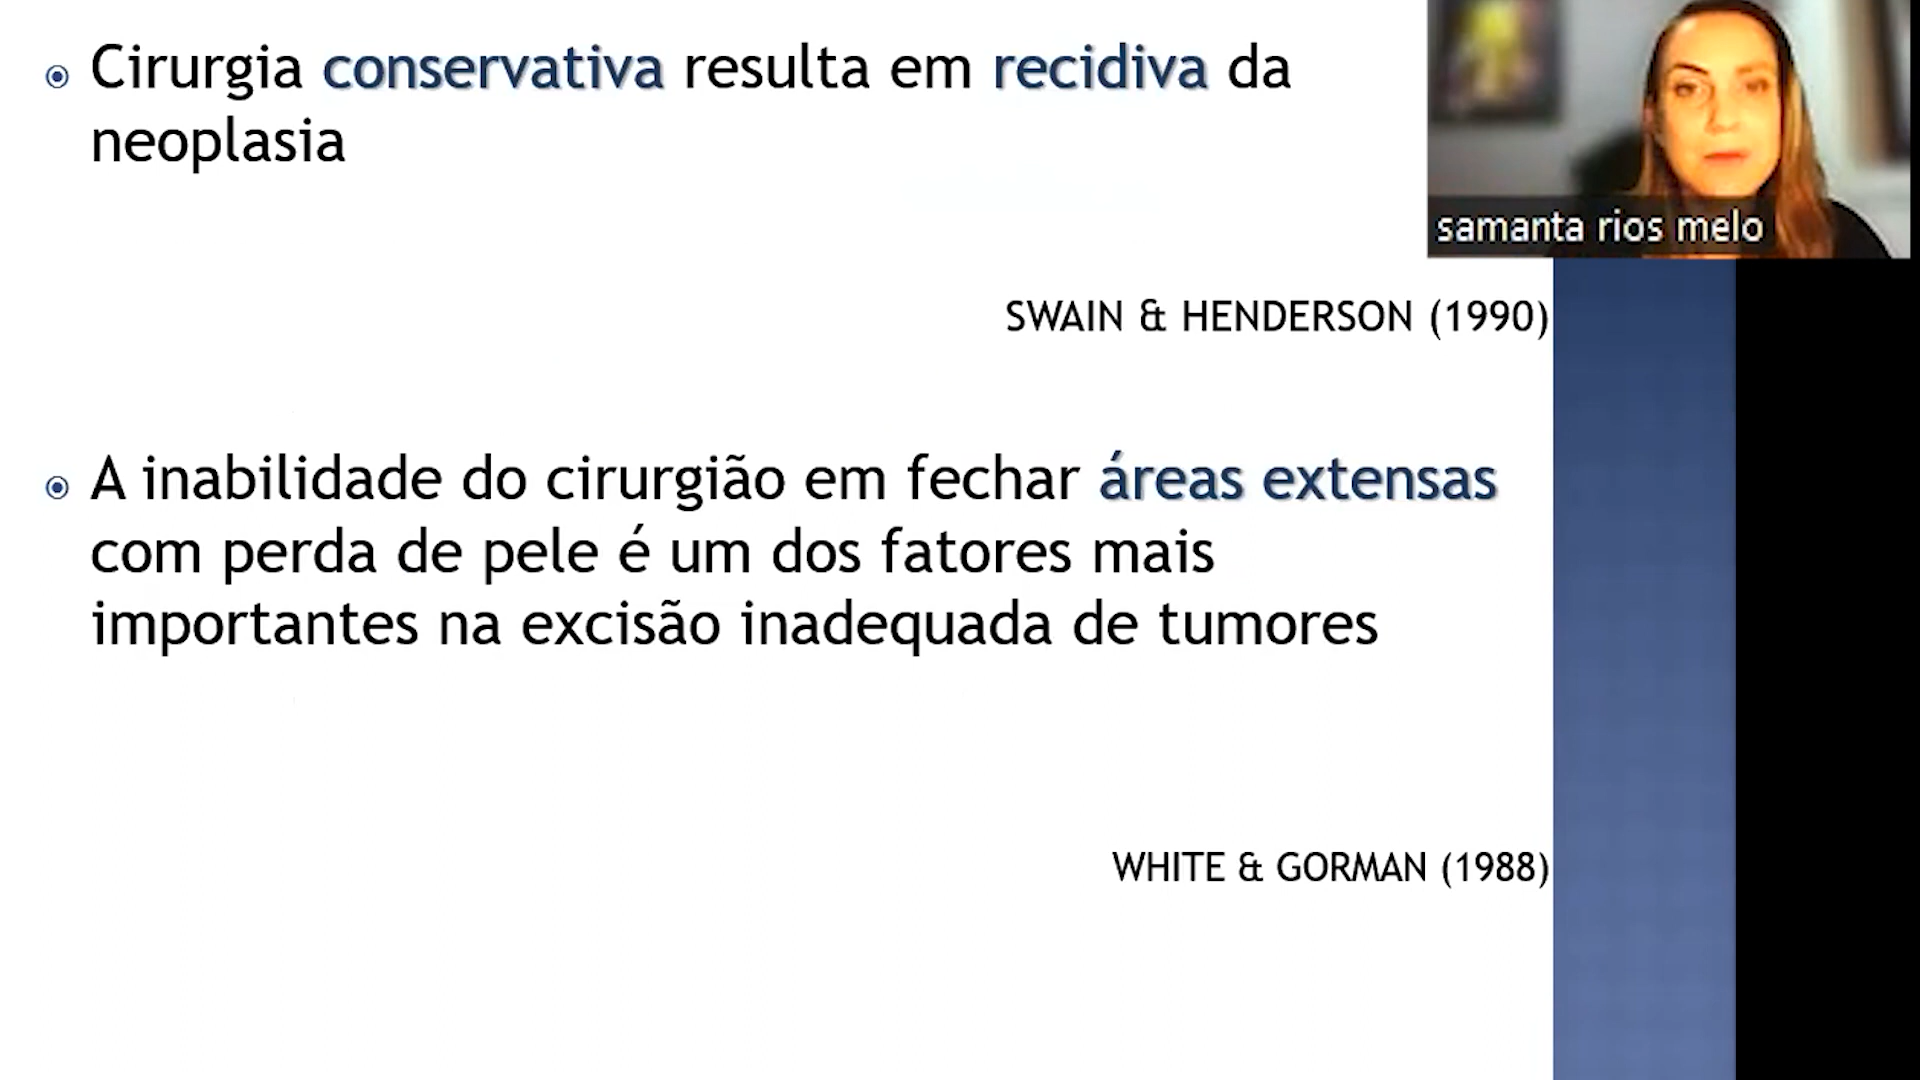 Cirurgia conservativa resulta em recidiva da
neoplasia
samanta rios melo
SWAIN & HENDERSON (1990)
A inabilidade do cirurgião em fechar áreas extensas
com perda de pele é um dos fatores mais
importantes na excisão inadequada de tumores
WHITE & GORMAN (1988)